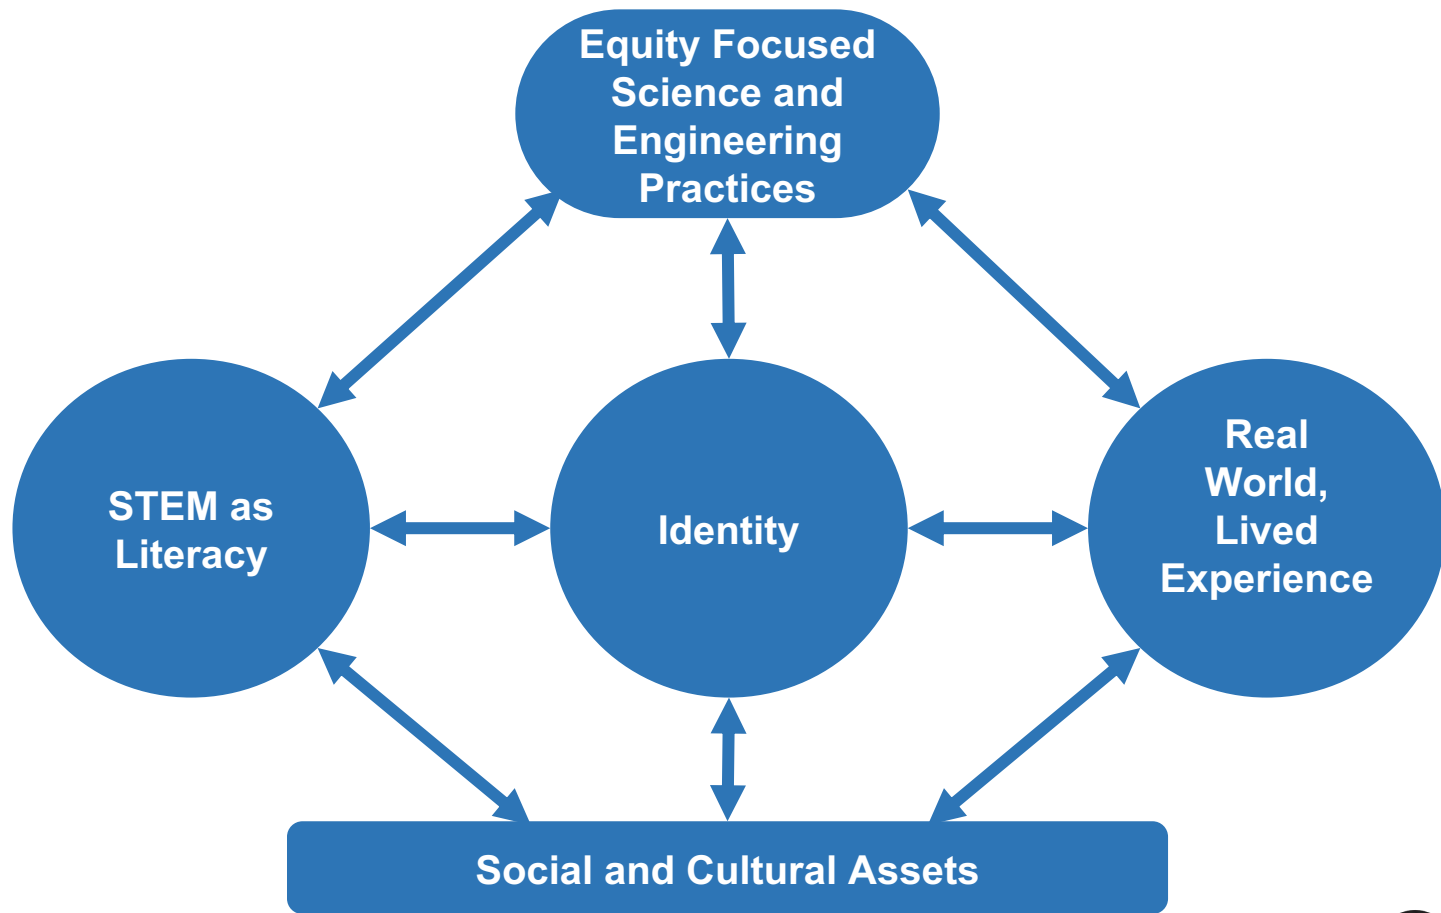 Equity Focused
Science and
Engineering
Practices
STEM as
Literacy
Identity
Real
World,
Lived
Experience
Social and Cultural Assets